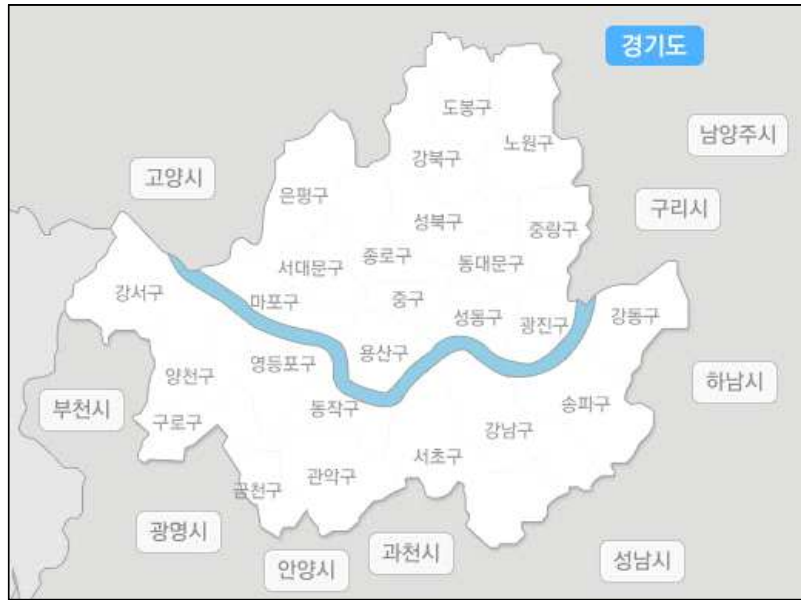 경기도
도봉구
남양주시
노원구
강북구
고양시
은평구
구리시
성북구
중랑구
종로구
동대문구
서대문구
강서구
마포구
중구
성동구
광진구
강동구
용산구
영등포구
양천구
하남시
부천시
동작구
송파구
구로구
강남구
서초구
관악구
금천구
광명시
과천시
안양시
성남시